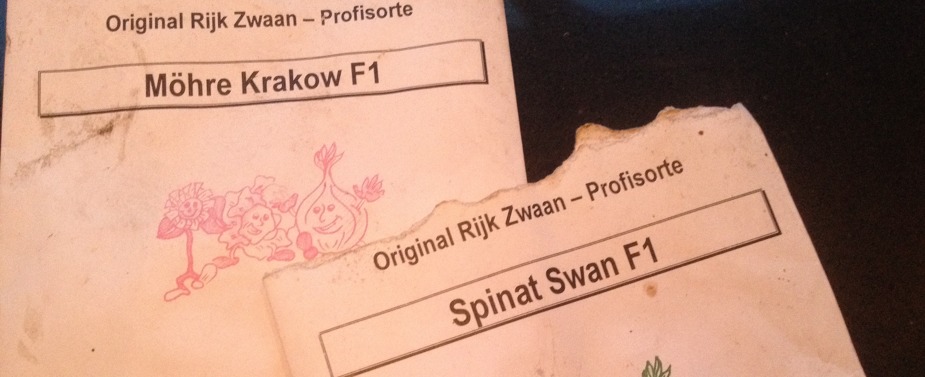 Original Rijk Zwaan – Profisorte
Möhre Krakow F1
Original Rijk Zwaan – Profisorte
Spinat Swan F1